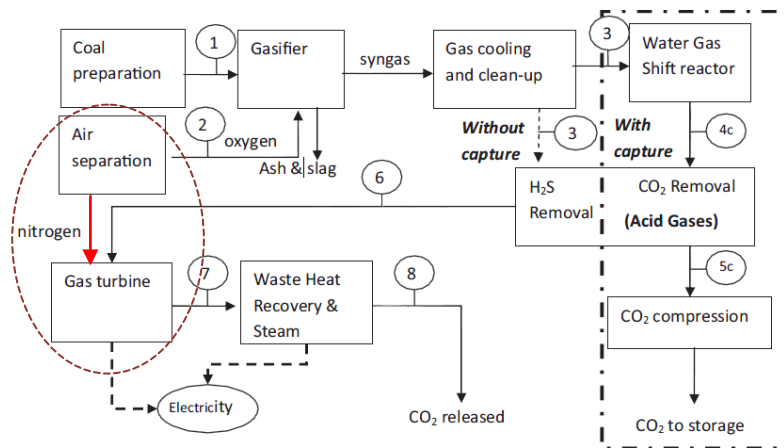 Coal
preparation
1
Gasifier
syngas
Gas cooling
and clean-up
3
Water Gas
Shift reactor
Air
separation
2
oxygen
Ash & slag
Without
capture
3
With
capture
4c
nitrogen
6
H₂S
Removal
CO₂ Removal
(Acid Gases)
Gas turbine
7
Waste Heat
Recovery &
Steam
8
5c
CO₂ compression
Electricity
CO₂ released
CO₂ to storage